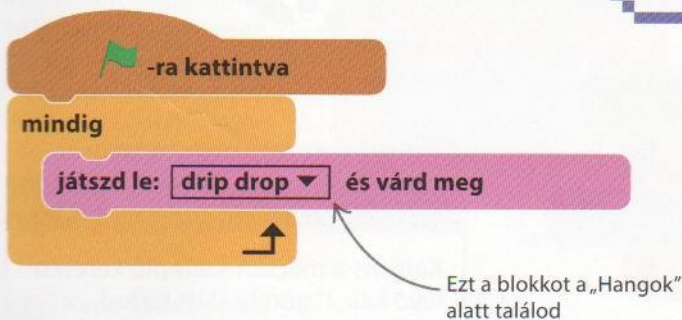 -ra kattintva
mindig
játszd le: drip drop és várd meg
Ezt a blokkot a „Hangok”
alatt találod